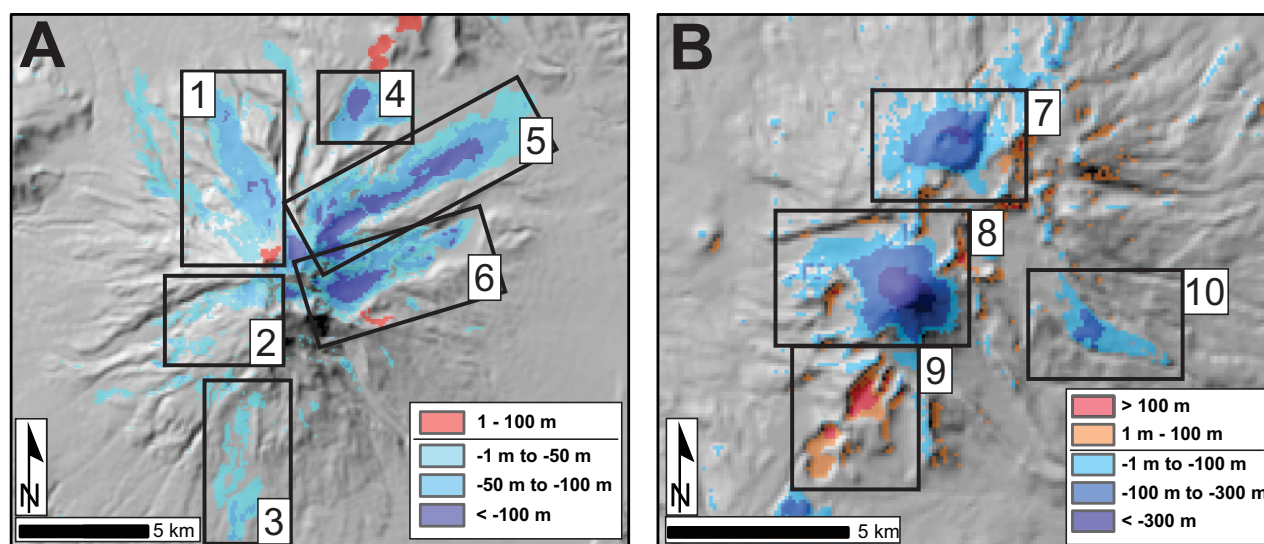 A
B
1
4
5
6
2
3
7
8
9
10
1 - 100 m
-1 m to -50 m
-50 m to -100 m
< -100 m
N
5 km
> 100 m
1 m - 100 m
-1 m to -100 m
-100 m to -300 m
< -300 m
N
5 km